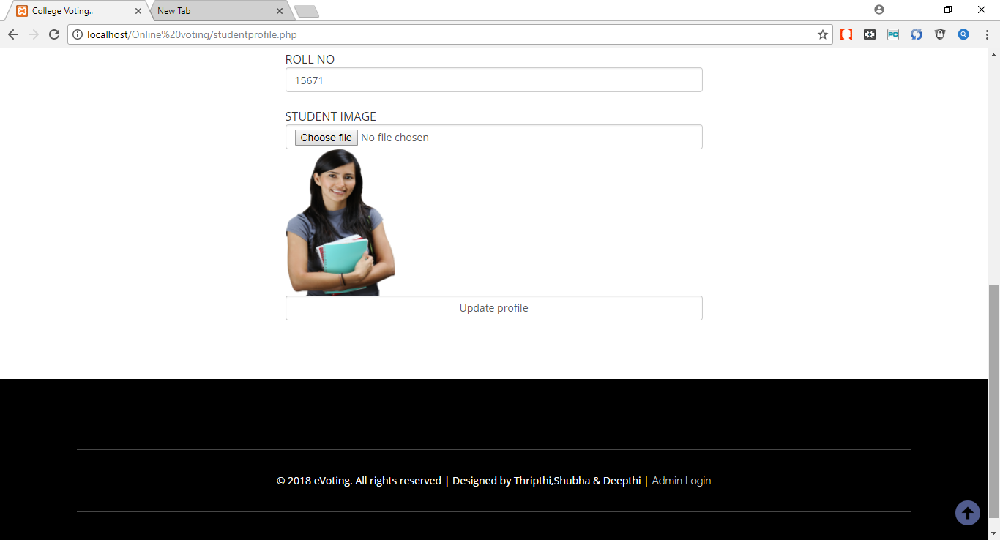 College Voting..
New Tab
localhost/Online%20voting/studentprofile.php
PC
ROLL NO
15671
STUDENT IMAGE
Choose file No file chosen
Update profile
© 2018 eVoting. All rights reserved | Designed by Thripthi,Shubha & Deepthi | Admin Login